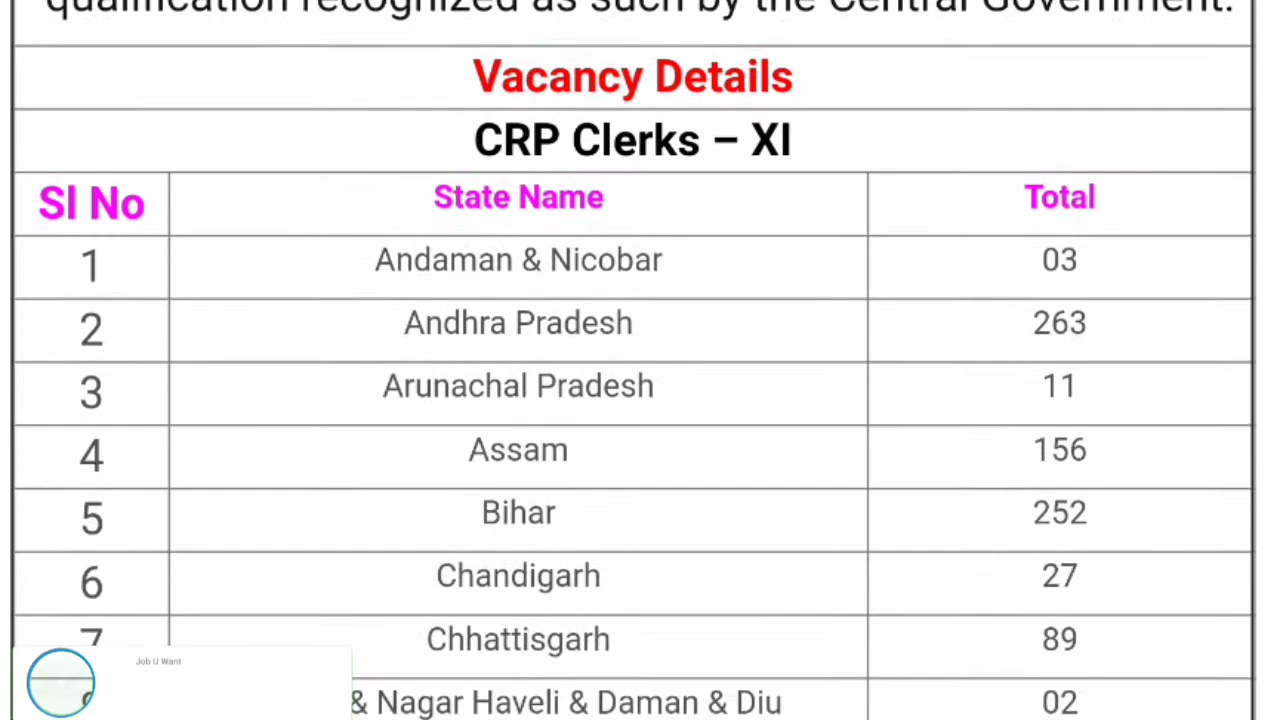 qualification recognized as such by the Central Government.
Vacancy Details
CRP Clerks – XI
Sl No State Name Total
1 Andaman & Nicobar 03
2 Andhra Pradesh 263
3 Arunachal Pradesh 11
4 Assam 156
5 Bihar 252
6 Chandigarh 27
7 Chhattisgarh 89
Job U Want
& Nagar Haveli & Daman & Diu 02